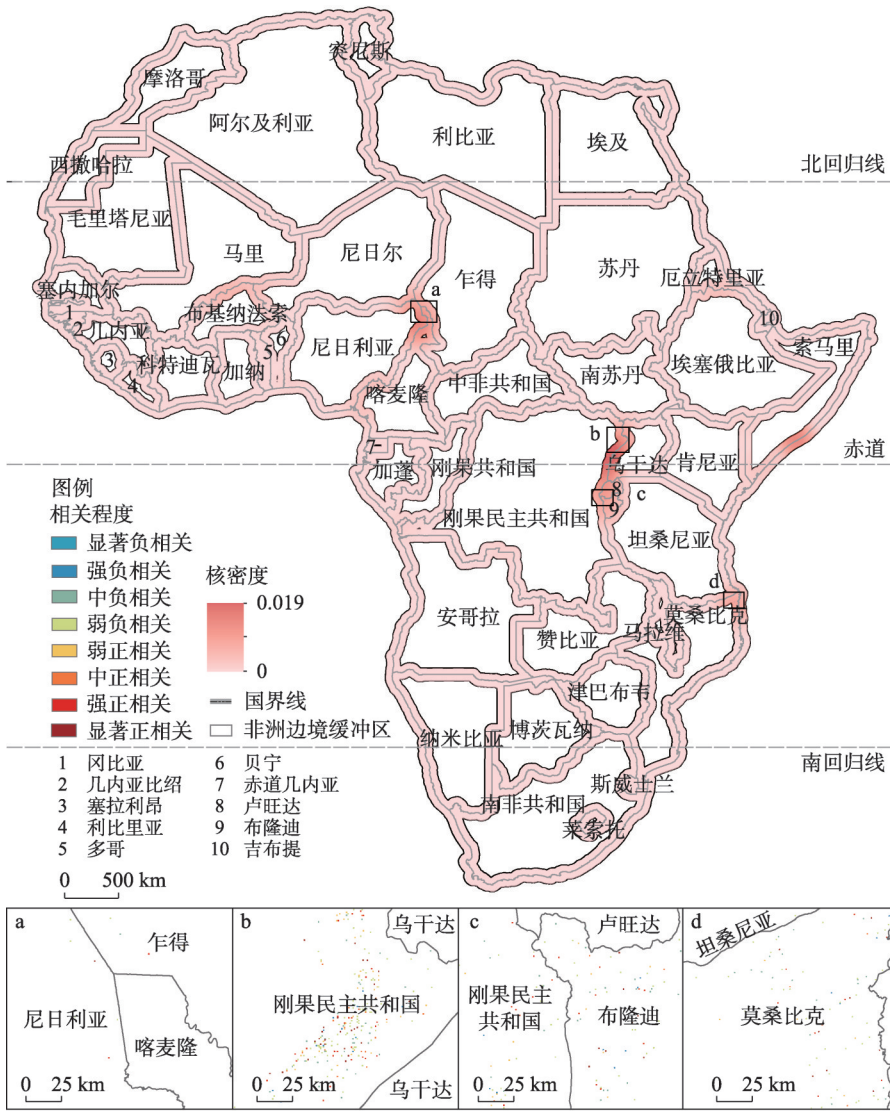 突尼斯
摩洛哥
阿尔及利亚
利比亚
埃及
西撒哈拉
北回归线
毛里塔尼亚
马里
尼日尔
乍得
苏丹
厄立特里亚
塞内加尔
a
1
布基纳法索
10
2
几内亚
6
尼日利亚
索马里
3
科特迪瓦
加纳
5
埃塞俄比亚
4
喀麦隆
中非共和国
南苏丹
b
7
乌干达
肯尼亚
赤道
加蓬
刚果共和国
8
c
9
刚果民主共和国
坦桑尼亚
d
安哥拉
莫桑比克
赞比亚
马拉维
津巴布韦
纳米比亚
博茨瓦纳
南回归线
斯威士兰
南非共和国
莱索托
图例
相关程度
显著负相关
强负相关
中负相关
弱负相关
弱正相关
中正相关
强正相关
显著正相关
核密度
0.019
0
国界线
非洲边境缓冲区
1 冈比亚
2 几内亚比绍
3 塞拉利昂
4 利比里亚
5 多哥
6 贝宁
7 赤道几内亚
8 卢旺达
9 布隆迪
10 吉布提
0 500 km
a
乍得
尼日利亚
喀麦隆
0 25 km
b
乌干达
刚果民主共和国
乌干达
0 25 km
c
卢旺达
刚果民主
共和国
布隆迪
0 25 km
d
坦桑尼亚
莫桑比克
0 25 km